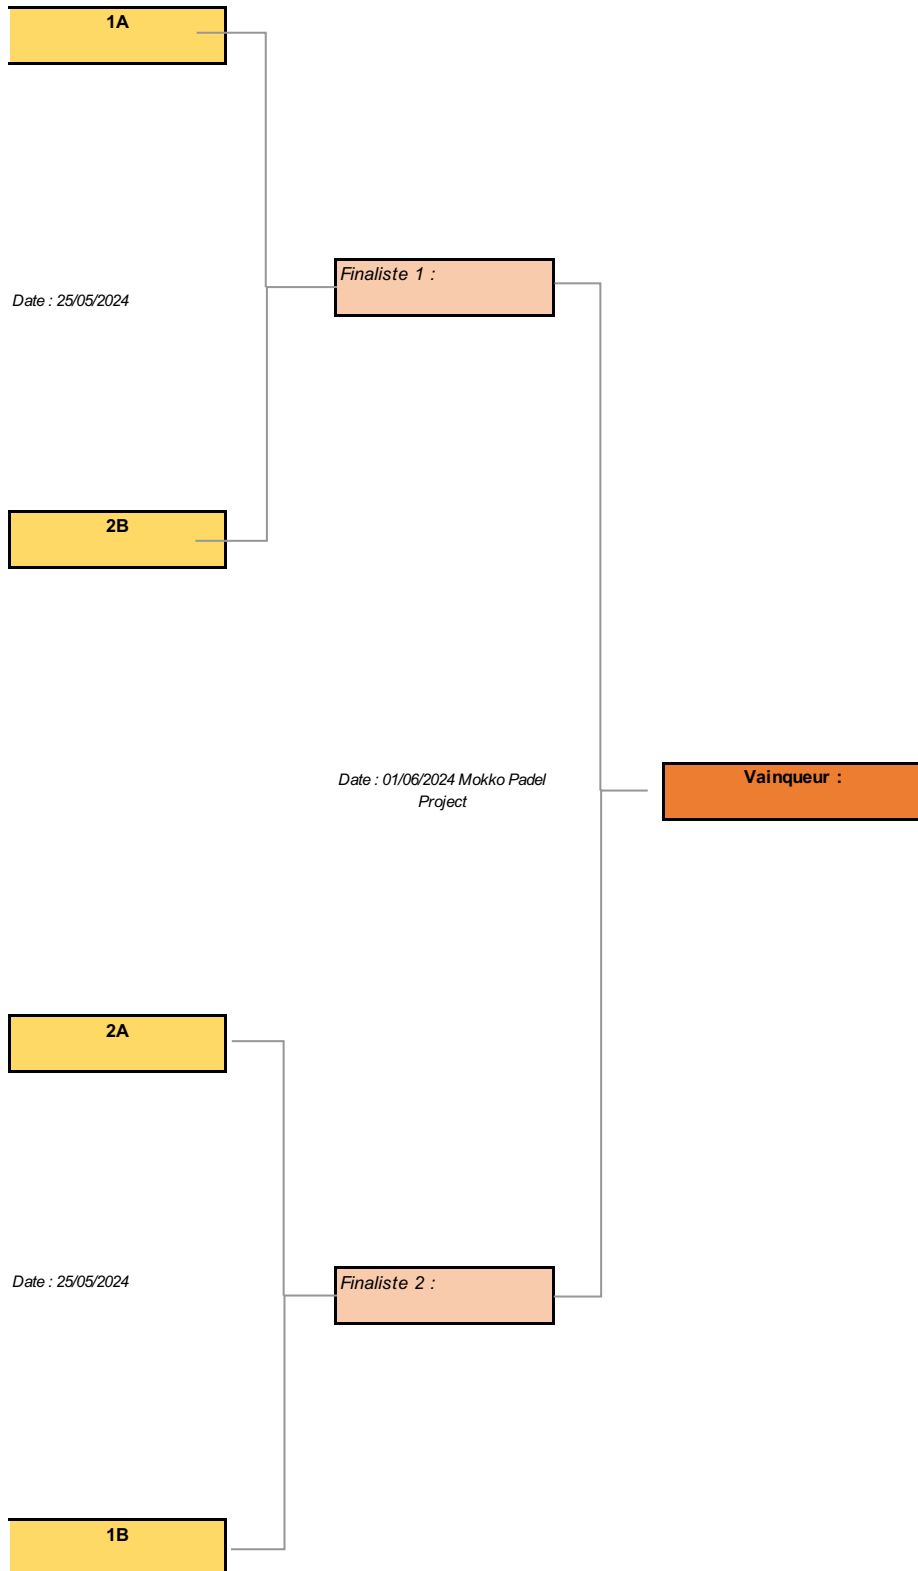 1A
Finaliste 1 :
Date : 25/05/2024
2B
Date : 01/06/2024 Mokko Padel
Project
Vainqueur :
2A
Date : 25/05/2024
Finaliste 2 :
1B